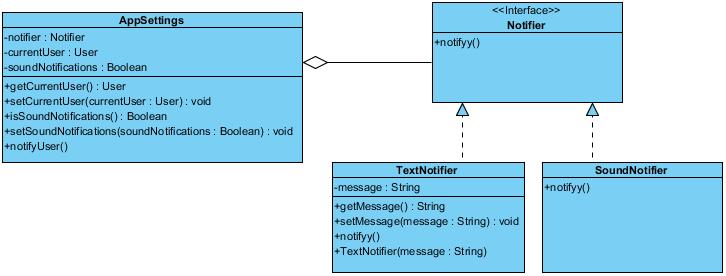 AppSettings
-notifier : Notifier
-currentUser : User
-soundNotifications : Boolean
+getCurrentUser() : User
+setCurrentUser(currentUser : User) : void
+isSoundNotifications() : Boolean
+setSoundNotifications(soundNotifications : Boolean) : void
+notifyUser()
<<Interface>>
Notifier
+notifyy()
TextNotifier
-message : String
+getMessage() : String
+setMessage(message : String) : void
+notifyy()
+TextNotifier(message : String)
SoundNotifier
+notifyy()